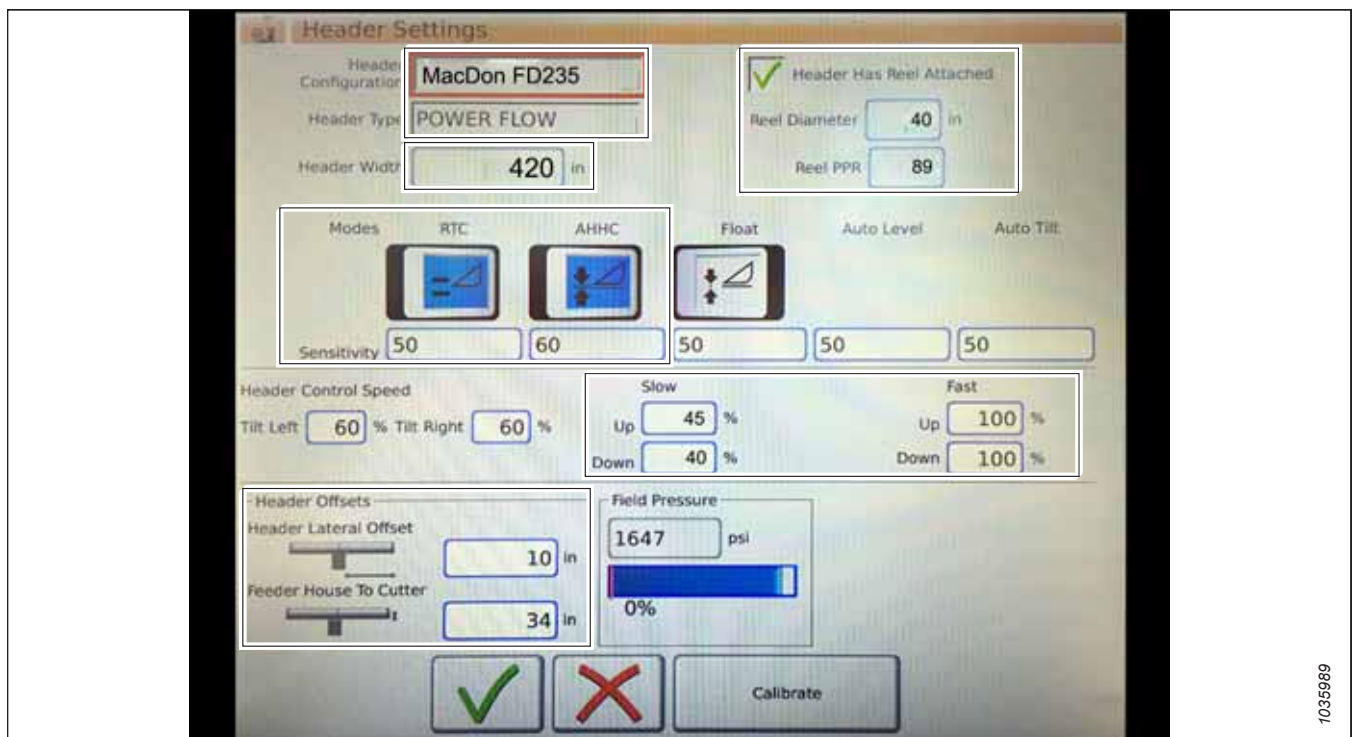 Header Settings
Header
Configuration
MacDon FD235
Header Type
POWER FLOW
Header Width
420 in
Header Has Reel Attached
Reel Diameter 40 in
Reel PPR 89
Modes RTC AHHC Float Auto Level Auto Tilt
Sensitivity 50 60 50 50 50
Header Control Speed
Tilt Left 60 % Tilt Right 60 %
Slow
Up 45 %
Down 40 %
Fast
Up 100 %
Down 100 %
Header Offsets
Header Lateral Offset
10 in
Feeder House To Cutter
34 in
Field Pressure
1647 psi
0%
Calibrate
1035989